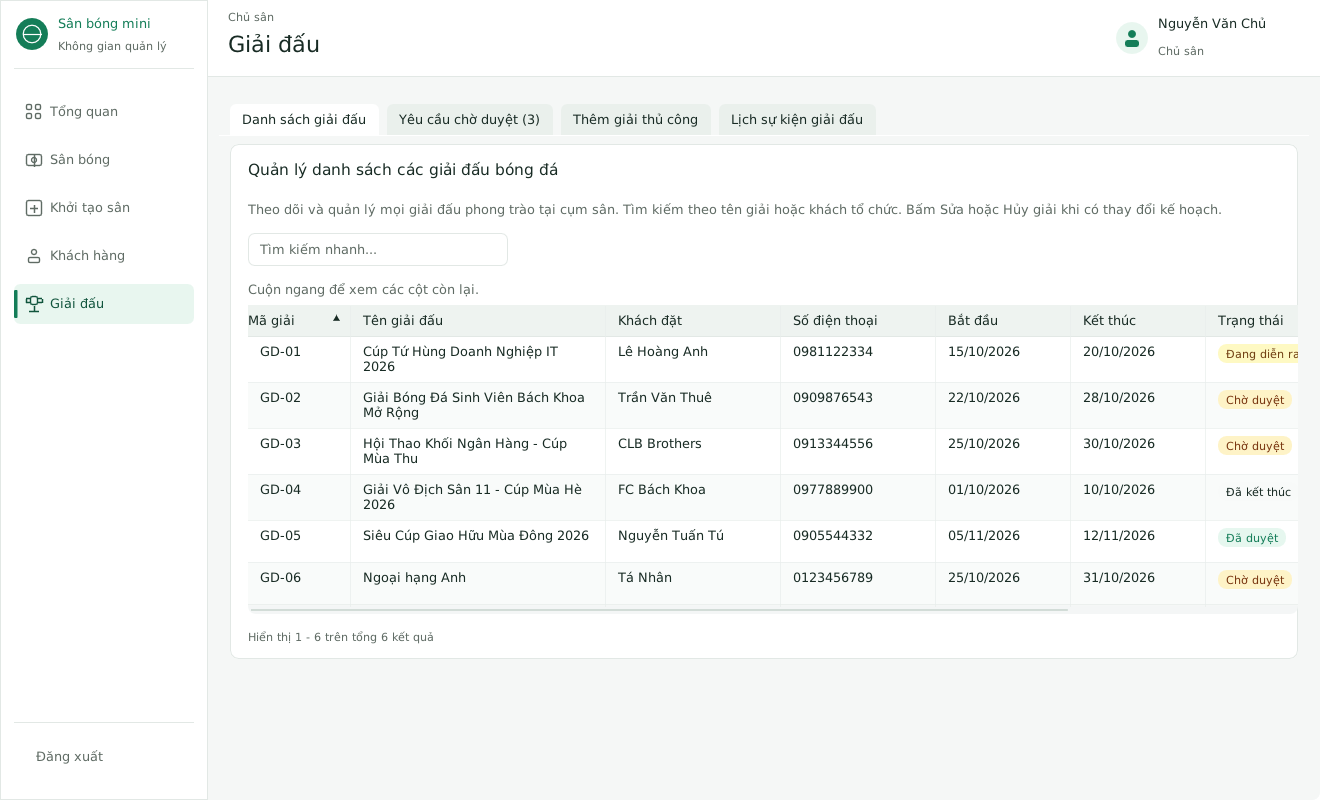 Sân bóng mini
Không gian quản lý
Tổng quan
Sân bóng
Khởi tạo sân
Khách hàng
Giải đấu
Đăng xuất
Chủ sân
Giải đấu
Nguyễn Văn Chủ
Chủ sân
Danh sách giải đấu
Yêu cầu chờ duyệt (3)
Thêm giải thủ công
Lịch sự kiện giải đấu
Quản lý danh sách các giải đấu bóng đá
Theo dõi và quản lý mọi giải đấu phong trào tại cụm sân. Tìm kiếm theo tên giải hoặc khách tổ chức. Bấm Sửa hoặc Hủy giải khi có thay đổi kế hoạch.
Tìm kiếm nhanh...
Cuộn ngang để xem các cột còn lại.
Mã giải ▲ Tên giải đấu Khách đặt Số điện thoại Bắt đầu Kết thúc Trạng thái
GD-01 Cúp Tứ Hùng Doanh Nghiệp IT 2026 Lê Hoàng Anh 0981122334 15/10/2026 20/10/2026 Đang diễn ra
GD-02 Giải Bóng Đá Sinh Viên Bách Khoa Mở Rộng Trần Văn Thuê 0909876543 22/10/2026 28/10/2026 Chờ duyệt
GD-03 Hội Thao Khối Ngân Hàng - Cúp Mùa Thu CLB Brothers 0913344556 25/10/2026 30/10/2026 Chờ duyệt
GD-04 Giải Vô Địch Sân 11 - Cúp Mùa Hè 2026 FC Bách Khoa 0977889900 01/10/2026 10/10/2026 Đã kết thúc
GD-05 Siêu Cúp Giao Hữu Mùa Đông 2026 Nguyễn Tuấn Tú 0905544332 05/11/2026 12/11/2026 Đã duyệt
GD-06 Ngoại hạng Anh Tá Nhân 0123456789 25/10/2026 31/10/2026 Chờ duyệt
Hiển thị 1 - 6 trên tổng 6 kết quả